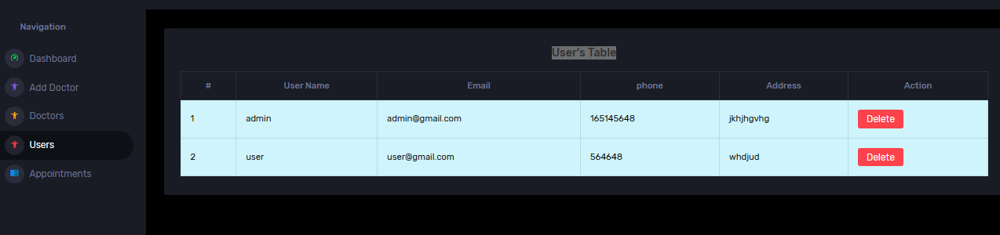 Navigation
Dashboard
Add Doctor
Doctors
Users
Appointments
User's Table
# User Name Email phone Address Action
1 admin admin@gmail.com 165145648 jkhjhgvhg Delete
2 user user@gmail.com 564648 whdjud Delete